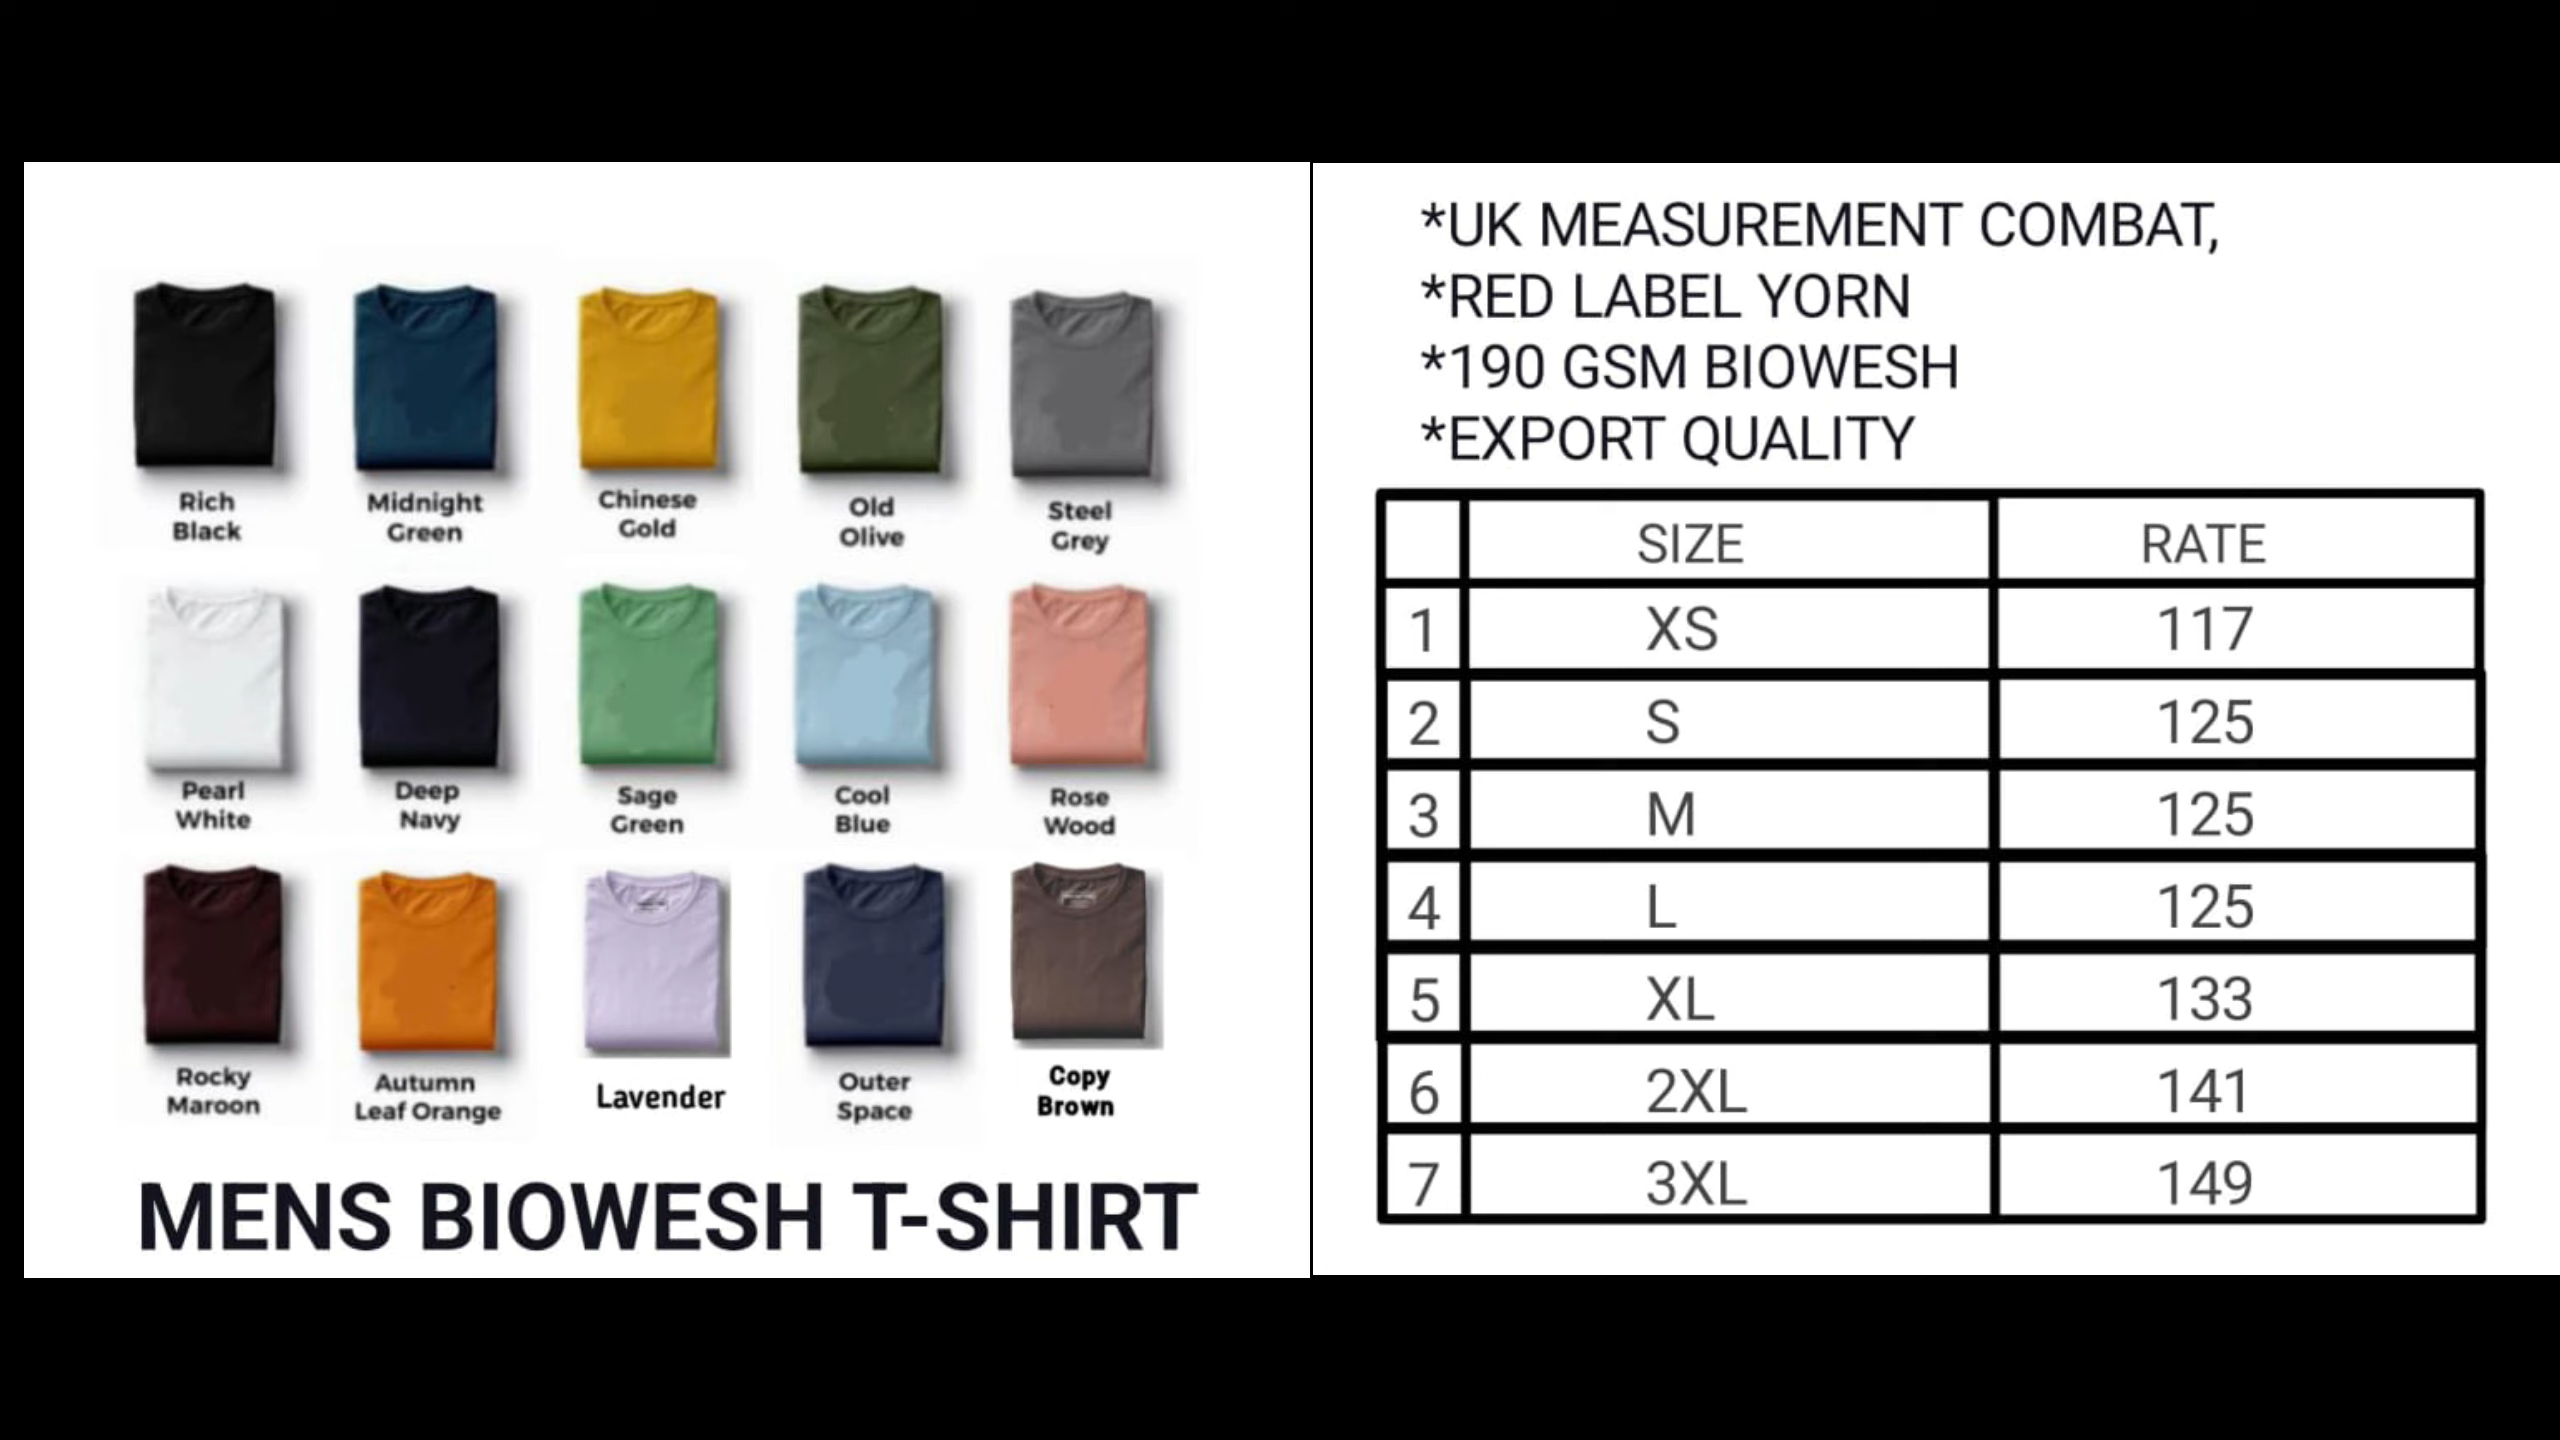 Rich
Black
Midnight
Green
Chinese
Gold
Old
Olive
Steel
Grey
Pearl
White
Deep
Navy
Sage
Green
Cool
Blue
Rose
Wood
Rocky
Maroon
Autumn
Leaf Orange
Lavender
Outer
Space
Copy
Brown
MENS BIOWESH T-SHIRT
*UK MEASUREMENT COMBAT,
*RED LABEL YORN
*190 GSM BIOWESH
*EXPORT QUALITY
SIZE RATE
1 XS 117
2 S 125
3 M 125
4 L 125
5 XL 133
6 2XL 141
7 3XL 149